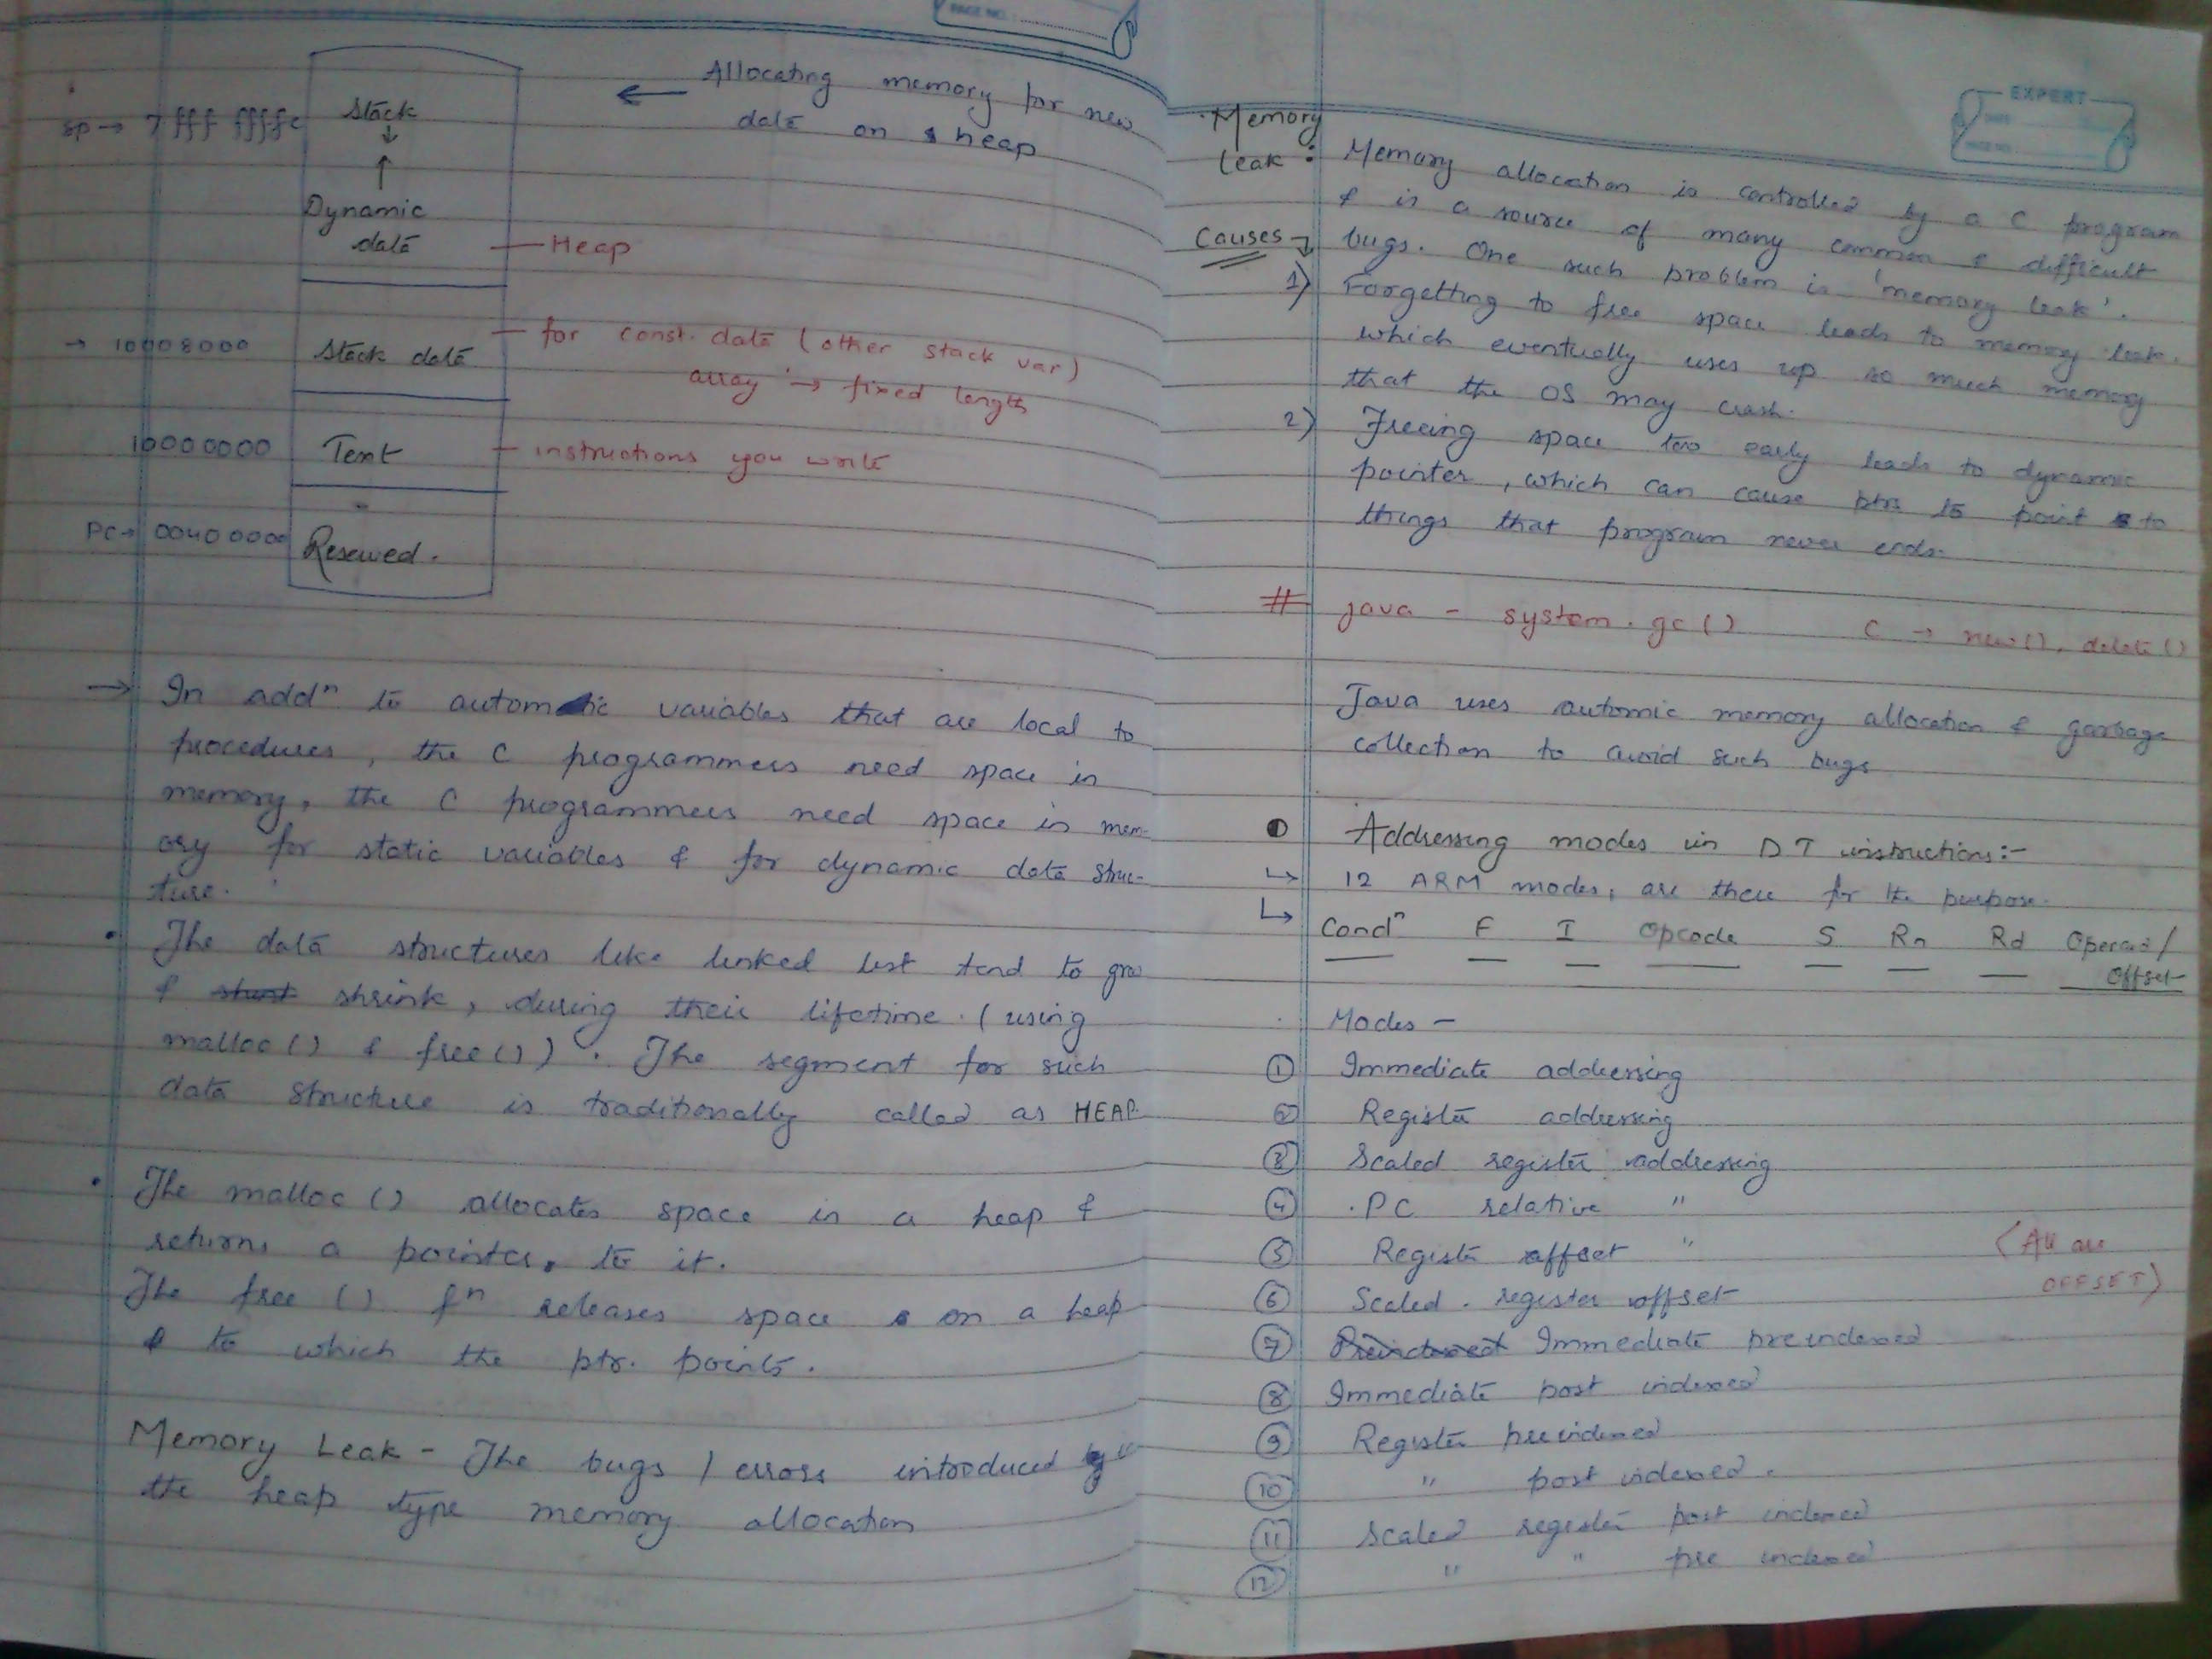 PAGE NO.:
Allocating memory for new
← data on heap
sp → 7fff fffc
Stack
↓
↑
Dynamic
data
— Heap
→ 10008000
Stack data
— for const. data (other stack var)
array → fixed length
10000000
Text
— instructions you write
PC → 00400000
Reserved.
→ In addⁿ to automatic variables that are local to
procedures, the C programmers need space in
memory, the C programmers need space in mem-
ory for static variables & for dynamic data struc-
ture.
• The data structures like linked list tend to grow
& shrink, during their lifetime. (using
malloc() & free()). The segment for such
data structure is traditionally called as HEAP
• The malloc () allocates space in a heap &
returns a pointer, to it.
The free () fⁿ releases space on a heap
to which the ptr. points.
Memory Leak - The bugs / errors introduced
the heap type memory allocation
EXPERT
DATE
PAGE NO.:
Memory
leak : Memory allocation is controlled by a C program
& is a source of many common & difficult
Causes → bugs. One such problem is 'memory leak'.
1) Forgetting to free space leads to memory leak.
which eventually uses up so much memory
that the OS may crash.
2) Freeing space too early leads to dynamic
pointer, which can cause ptrs to point to
things that program never ends.
# java - system.gc() C → new(), delete()
Java uses automic memory allocation & garbage
collection to avoid such bugs
Addressing modes in DT instructions:-
↳ 12 ARM modes, are there for the purpose.
↳ Condⁿ F I Opcode S Rn Rd Operand/
Offset
Modes -
① Immediate addressing
② Register addressing
③ Scaled register addressing
④ PC relative "
⑤ Register offset "
(All are
OFFSET)
⑥ Scaled register offset
⑦ Immediate preindexed
⑧ Immediate post indexed
⑨ Register preindexed
⑩ " post indexed.
⑪ Scaled register post indexed
⑫ " " pre indexed